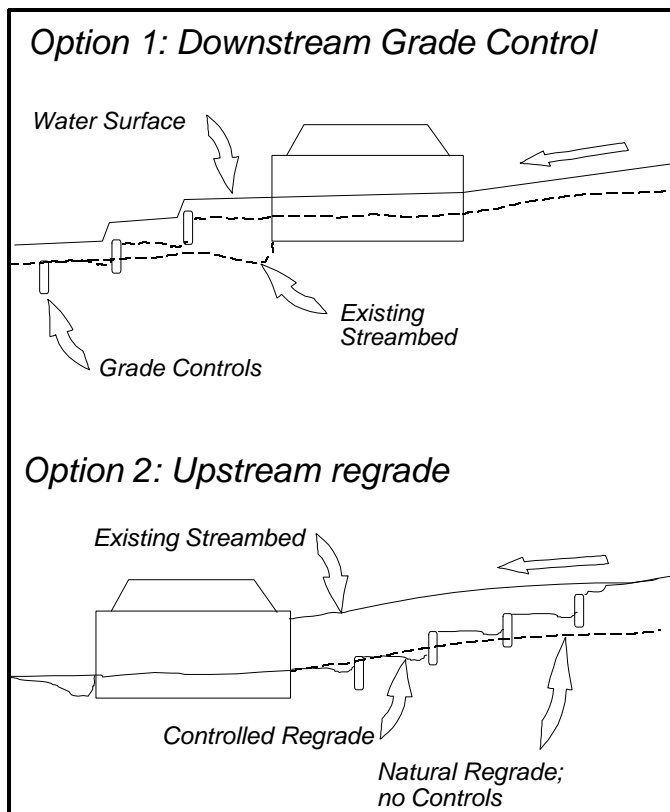 Option 1: Downstream Grade Control
Water Surface
Existing
Streambed
Grade Controls
Option 2: Upstream regrade
Existing Streambed
Controlled Regrade
Natural Regrade;
no Controls